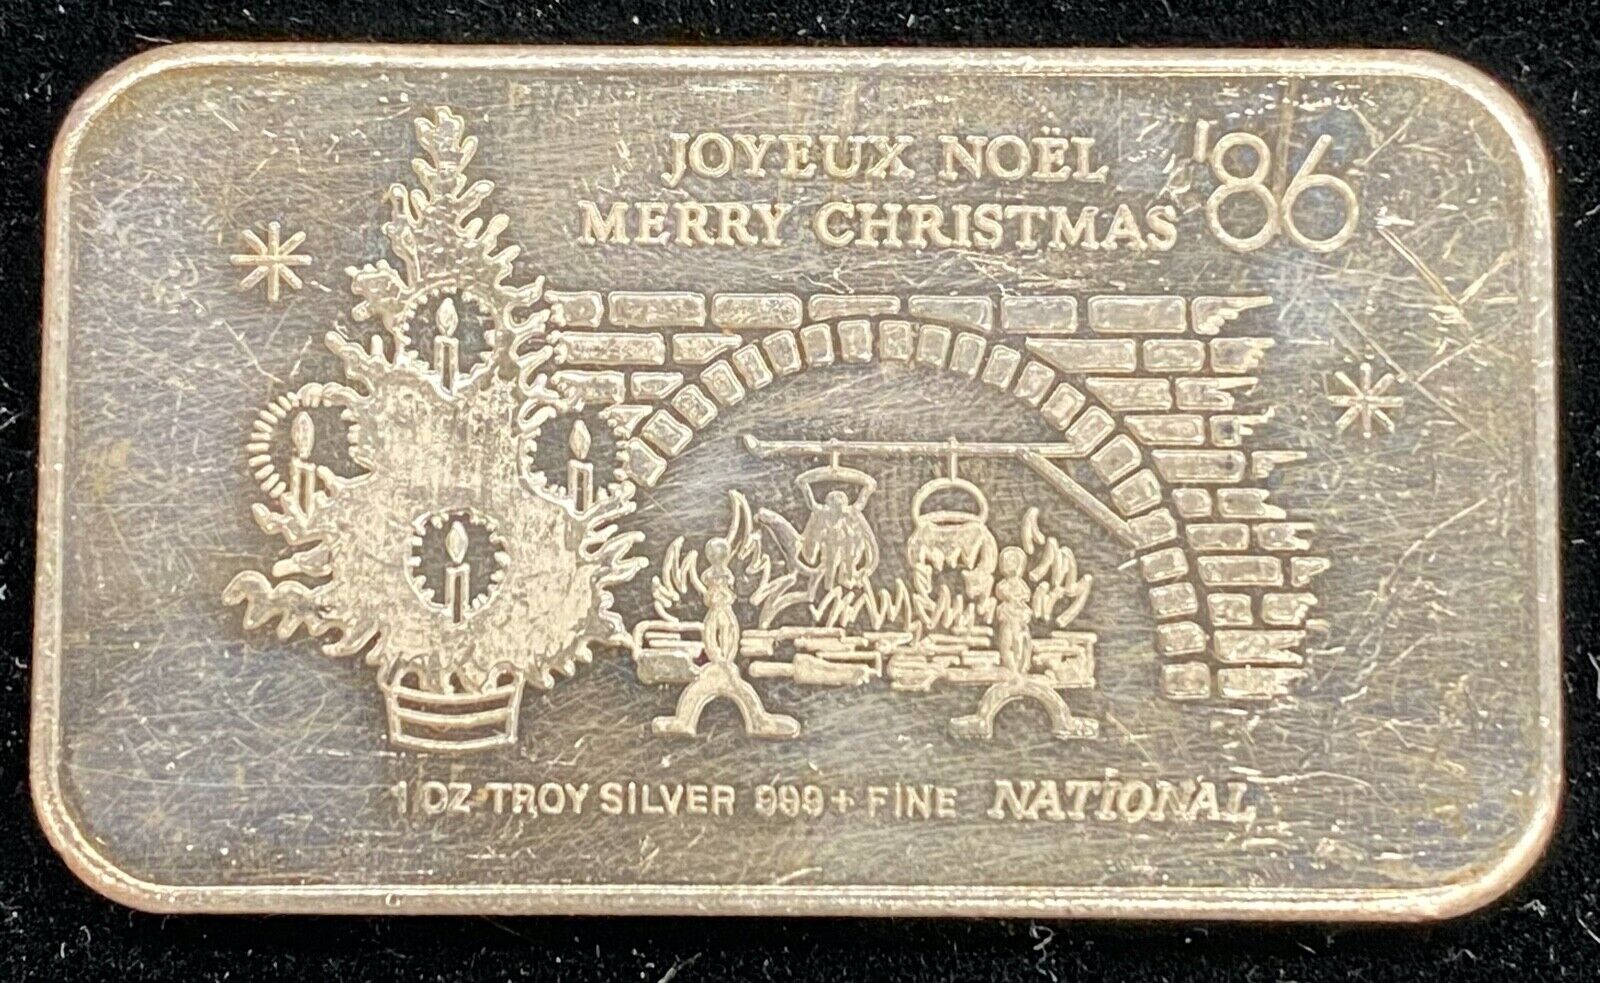 JOYEUX NOËL '86
MERRY CHRISTMAS
1 OZ TROY SILVER 999+ FINE NATIONAL